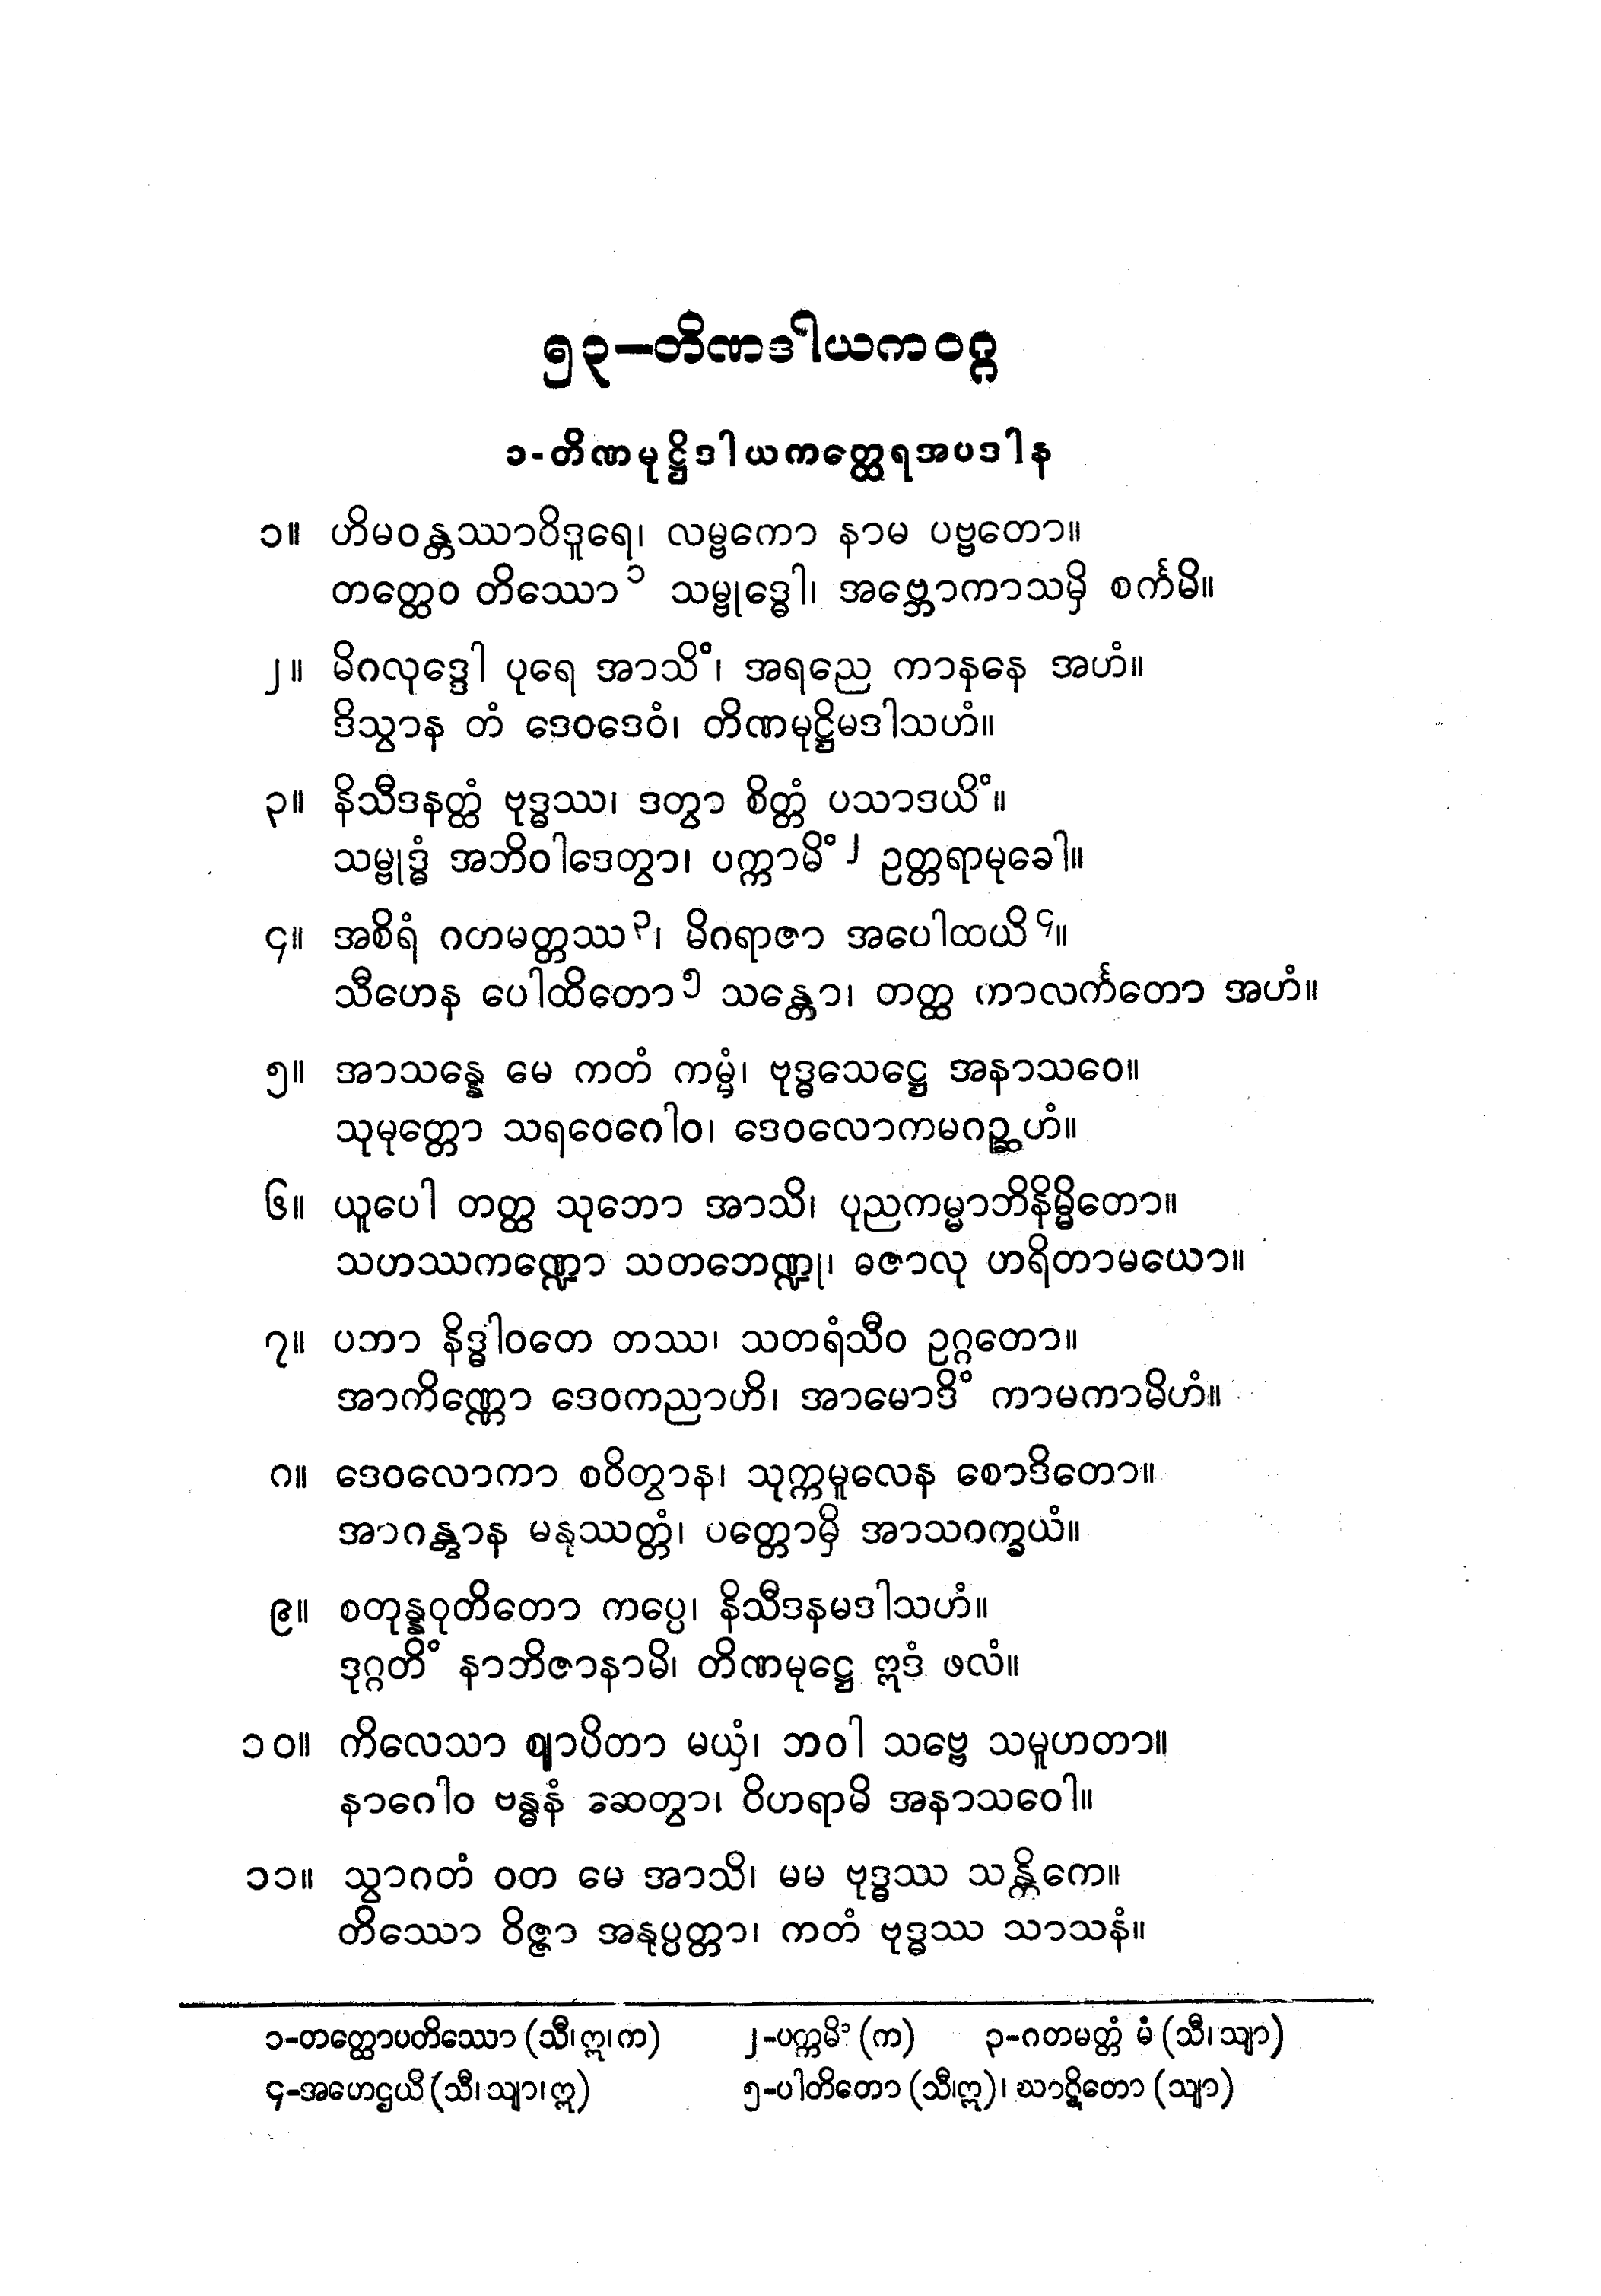 ၅၃–တိဏဒါယကဝဂ္ဂ
၁-တိဏမုဋ္ဌိဒါယကတ္ထေရအပဒါန
၁။ ဟိမဝန္တဿာဝိဒူရေ၊ လမ္ဗကော နာမ ပဗ္ဗတော။
တတ္ထေဝ တိဿော၁ သမ္ဗုဒ္ဓေါ၊ အဗ္ဘောကာသမှိ စင်္ကမိ။
၂။ မိဂလုဒ္ဒေါ ပုရေ အာသိံ၊ အရညေ ကာနနေ အဟံ။
ဒိသွာန တံ ဒေဝဒေဝံ၊ တိဏမုဋ္ဌိမဒါသဟံ။
၃။ နိသီဒနတ္ထံ ဗုဒ္ဓဿ၊ ဒတွာ စိတ္တံ ပသာဒယိံ။
သမ္ဗုဒ္ဓံ အဘိဝါဒေတွာ၊ ပက္ကာမိံ၂ ဥတ္တရာမုခေါ။
၄။ အစိရံ ဂဟမတ္တဿ၃၊ မိဂရာဇာ အပေါထယိ၄။
သီဟေန ပေါထိတော၅ သန္တော၊ တတ္ထ ကာလင်္ကတော အဟံ။
၅။ အာသန္နေ မေ ကတံ ကမ္မံ၊ ဗုဒ္ဓသေဋ္ဌေ အနာသဝေ။
သုမုတ္တော သရဝေဂေါဝ၊ ဒေဝလောကမဂဉ္ဆဟံ။
၆။ ယူပေါ တတ္ထ သုဘော အာသိ၊ ပုညကမ္မာဘိနိမ္မိတော။
သဟဿကဏ္ဍော သတဘေဏ္ဍု၊ ဓဇာလု ဟရိတာမယော။
၇။ ပဘာ နိဒ္ဓါဝတေ တဿ၊ သတရံသီဝ ဥဂ္ဂတော။
အာကိဏ္ဏော ဒေဝကညာဟိ၊ အာမောဒိံ ကာမကာမိဟံ။
၈။ ဒေဝလောကာ စဝိတွာန၊ သုက္ကမူလေန စောဒိတော။
အာဂန္တွာန မနုဿတ္တံ၊ ပတ္တောမှိ အာသဝက္ခယံ။
၉။ စတုန္နဝုတိတော ကပ္ပေ၊ နိသီဒနမဒါသဟံ။
ဒုဂ္ဂတိံ နာဘိဇာနာမိ၊ တိဏမုဋ္ဌေ ဣဒံ ဖလံ။
၁၀။ ကိလေသာ ဈာပိတာ မယှံ၊ ဘဝါ သဗ္ဗေ သမူဟတာ။
နာဂေါဝ ဗန္ဓနံ ဆေတွာ၊ ဝိဟရာမိ အနာသဝေါ။
၁၁။ သွာဂတံ ဝတ မေ အာသိ၊ မမ ဗုဒ္ဓဿ သန္တိကေ။
တိဿော ဝိဇ္ဇာ အနုပ္ပတ္တာ၊ ကတံ ဗုဒ္ဓဿ သာသနံ။
၁-တတ္ထောပတိဿော (သီ၊ဣ၊က) ၂-ပက္ကမိံ (က) ၃-ဂတမတ္တံ မံ (သီ၊သျာ)
၄-အဟေဌယိ (သီ၊သျာ၊ဣ) ၅-ပါတိတော (သီ၊ဣ)၊ ဃာဋ္ဋိတော (သျာ)